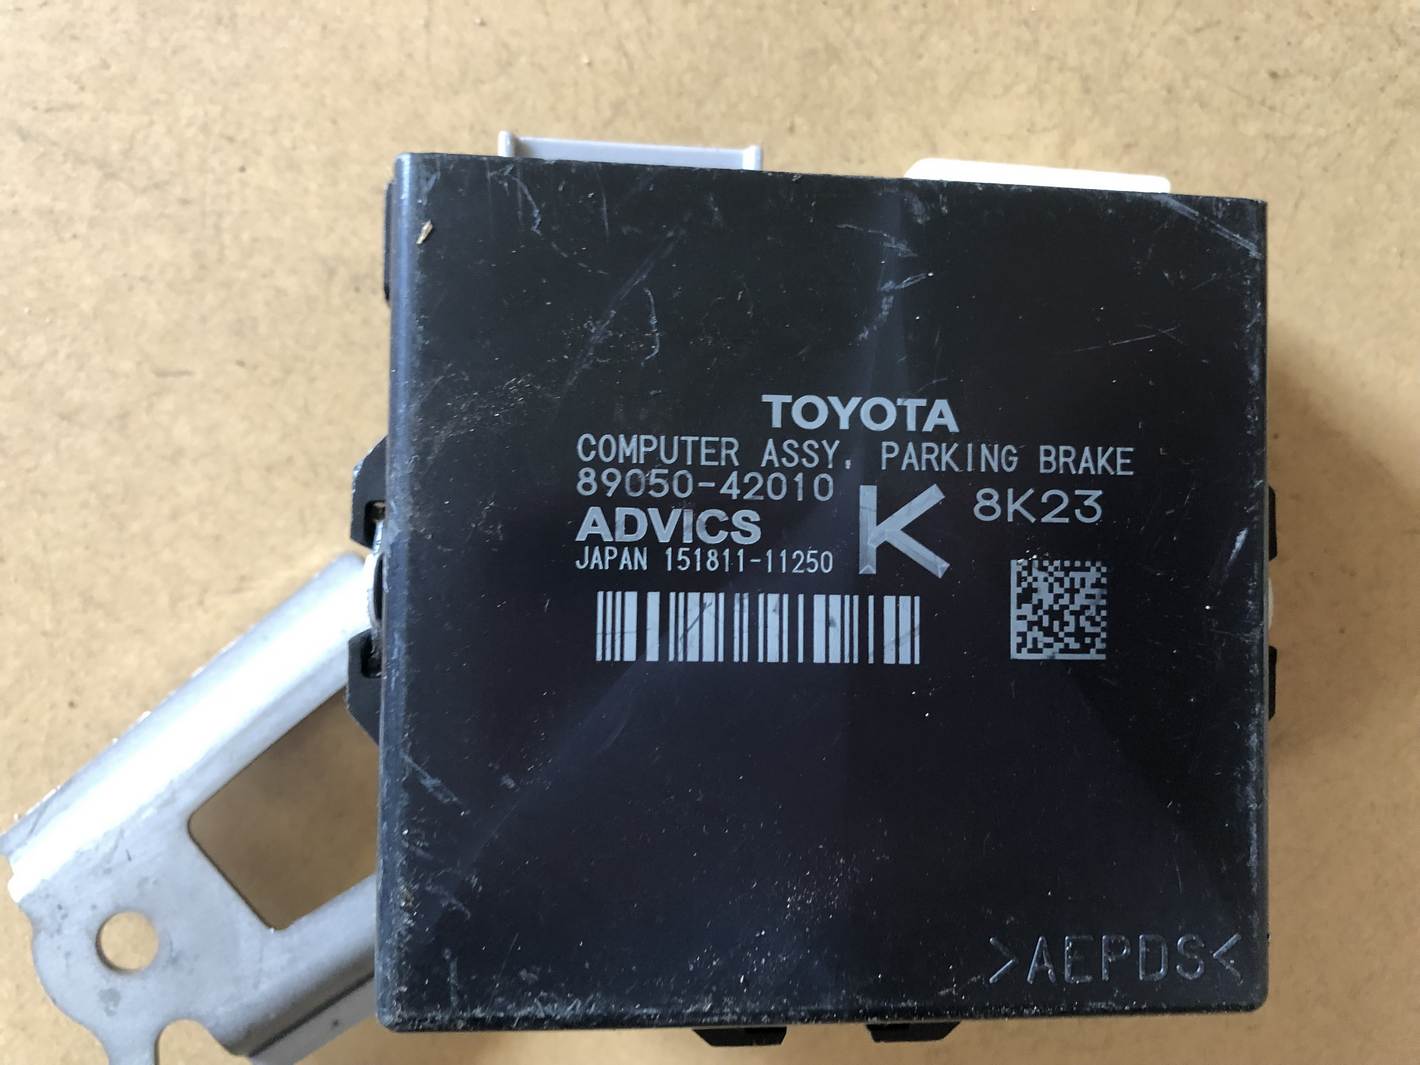 TOYOTA
COMPUTER ASSY, PARKING BRAKE
89050-42010
K 8K23
ADVICS
JAPAN 151811-11250
>AEPDS<